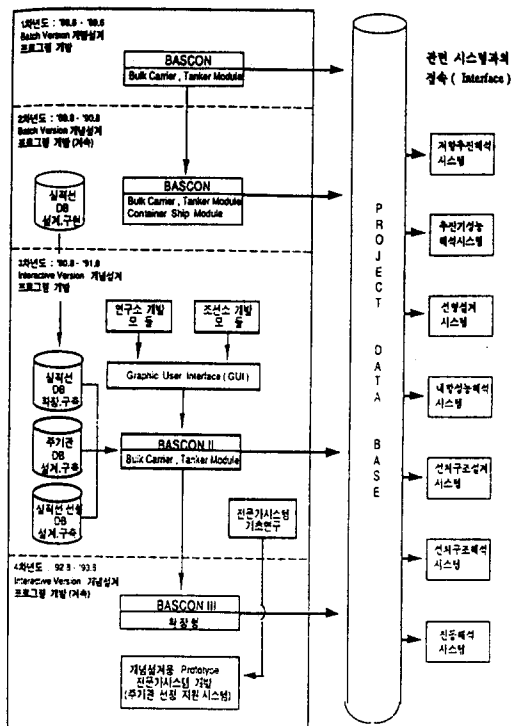 1차년도 : '88.8 - '89.8
Batch Version 개념설계
프로그램 개발
BASCON
Bulk Carrier , Tanker Module
2차년도 : '89.8 - '90.8
Batch Version 개념설계
프로그램 개발 (계속)
실적선
DB
설계.구현
BASCON
Bulk Carrier , Tanker Module
Container Ship Module
3차년도 : '90.8 - '91.8
Interactive Version 개념설계
프로그램 개발
연구소 개발
모 듈
조선소 개발
모 듈
Graphic User Interface ( GUI )
실적선
DB
확장.구축
주기관
DB
설계.구축
실적선 선형
DB
설계.구축
BASCON II
Bulk Carrier , Tanker Module
전문가시스템
기초연구
4차년도 : '92.8 - '93.8
Interactive Version 개념설계
프로그램 개발 (계속)
BASCON III
확 장 형
개념설계용 Prototype
전문가시스템 개발
(주기관 선정 지원 시스템)
PROJECT DATA BASE
관련 시스템과의
접속 ( Interface )
저항추진해석
시스템
추진기성능
해석시스템
선형설계
시스템
내항성능해석
시스템
선체구조설계
시스템
선체구조해석
시스템
진동해석
시스템